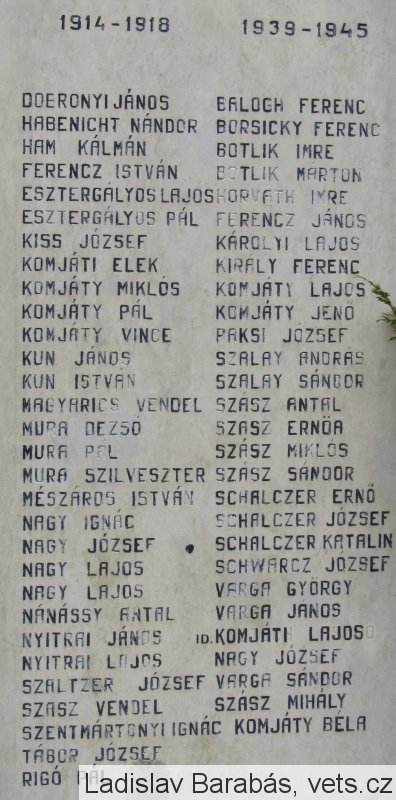 1914-1918
DOBRONYI JÁNOS
HABENICHT NÁNDOR
HAM KÁLMÁN
FERENCZ ISTVÁN
ESZTERGÁLYOS LAJOS
ESZTERGÁLYOS PÁL
KISS JÓZSEF
KOMJÁTI ELEK
KOMJÁTY MIKLÓS
KOMJÁTY PÁL
KOMJÁTY VINCE
KUN JÁNOS
KUN ISTVÁN
MAGYARICS VENDEL
MURA DEZSŐ
MURA PÁL
MURA SZILVESZTER
MÉSZÁROS ISTVÁN
NAGY IGNÁC
NAGY JÓZSEF
NAGY LAJOS
NAGY LAJOS
NÁNÁSSY ANTAL
NYITRAI JÁNOS
NYITRAI LAJOS
SZALTZER JÓZSEF
SZASZ VENDEL
SZENTMÁRTONYI IGNÁC
TÁBOR JÓZSEF
RIGÓ PÁL
1939-1945
BALOGH FERENC
BORSICKY FERENC
BOTLIK IMRE
BOTLIK MÁRTON
HORVÁTH IMRE
FERENCZ JÁNOS
KÁROLYI LAJOS
KIRÁLY FERENC
KOMJÁTY LAJOS
KOMJÁTY JENŐ
PAKSI JÓZSEF
SZALAY ANDRÁS
SZALAY SÁNDOR
SZÁSZ ANTAL
SZÁSZ ERNŐA
SZÁSZ MIKLÓS
SZÁSZ SÁNDOR
SCHALCZER ERNŐ
SCHALCZER JÓZSEF
SCHALCZER KATALIN
SCHWARCZ JÓZSEF
VARGA GYÖRGY
VARGA JÁNOS
ID. KOMJÁTH LAJOS
NAGY JÓZSEF
VARGA SÁNDOR
SZÁSZ MIHÁLY
KOMJÁTY BÉLA
Ladislav Barabás, vets.cz